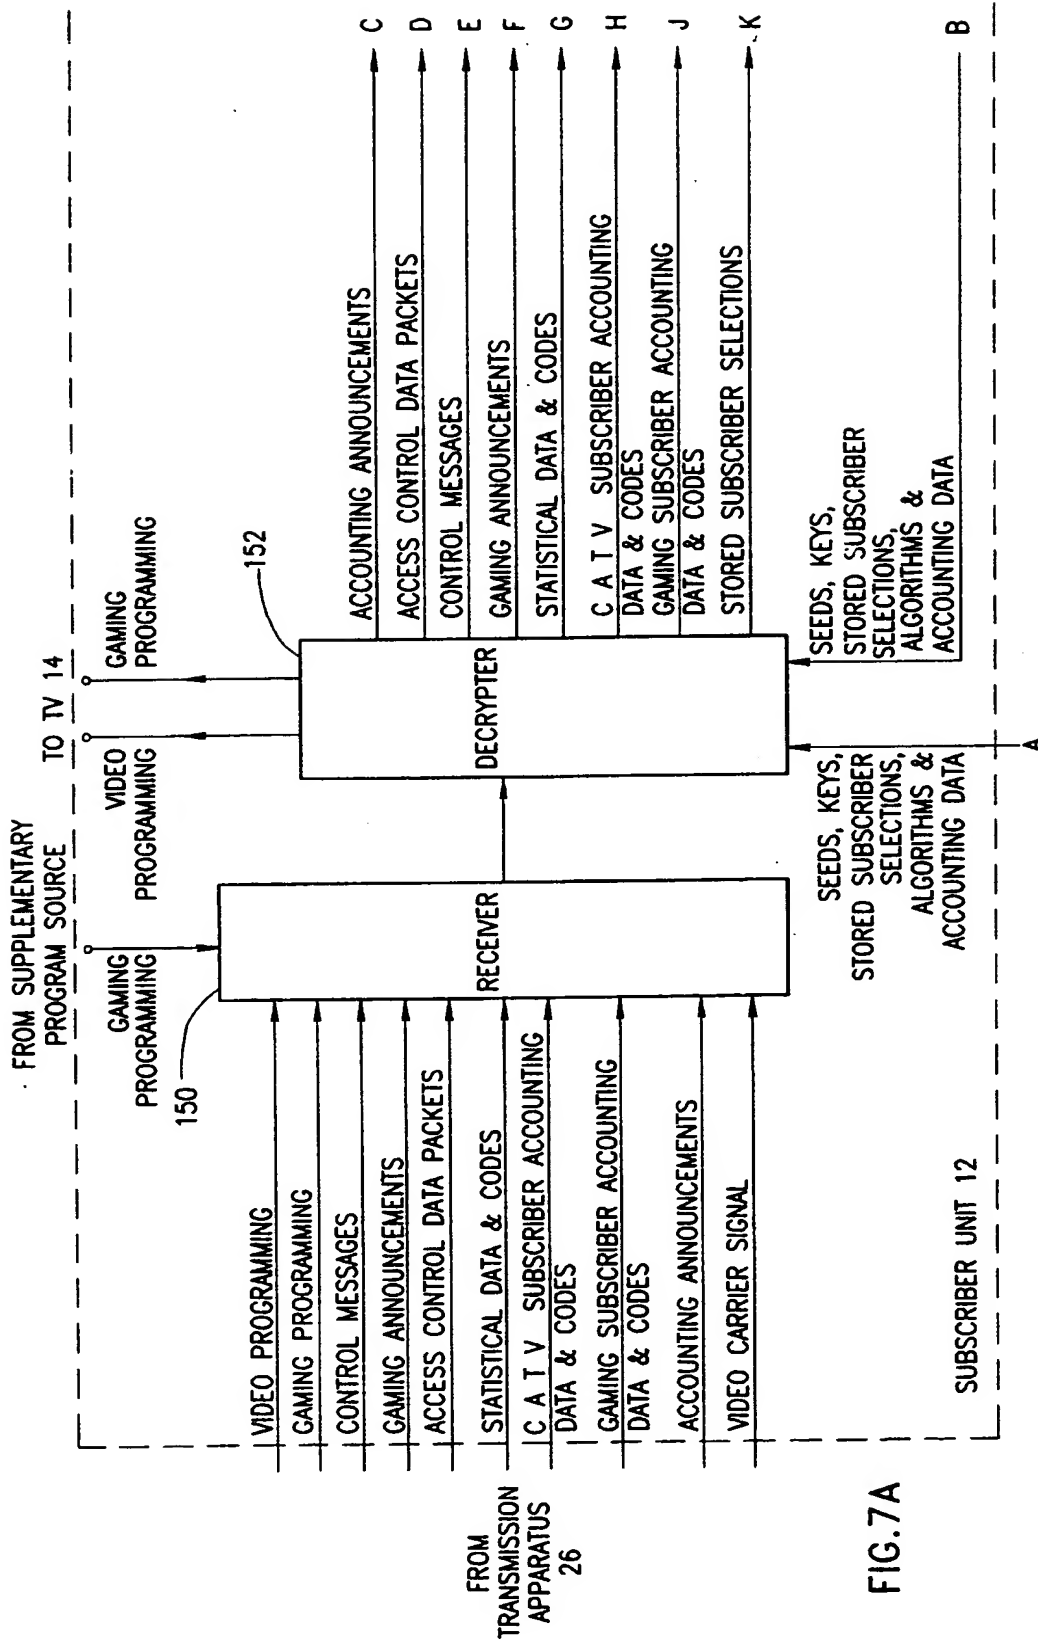 FROM SUPPLEMENTARY
PROGRAM SOURCE
TO TV 14
GAMING
PROGRAMMING
VIDEO
PROGRAMMING
GAMING
PROGRAMMING
150
152
VIDEO PROGRAMMING
GAMING PROGRAMMING
CONTROL MESSAGES
GAMING ANNOUNCEMENTS
ACCESS CONTROL DATA PACKETS
STATISTICAL DATA & CODES
C A T V SUBSCRIBER ACCOUNTING
DATA & CODES
GAMING SUBSCRIBER ACCOUNTING
DATA & CODES
ACCOUNTING ANNOUNCEMENTS
VIDEO CARRIER SIGNAL
FROM
TRANSMISSION
APPARATUS
26
RECEIVER
DECRYPTER
ACCOUNTING ANNOUNCEMENTS
C
ACCESS CONTROL DATA PACKETS
D
CONTROL MESSAGES
E
GAMING ANNOUNCEMENTS
F
STATISTICAL DATA & CODES
G
C A T V SUBSCRIBER ACCOUNTING
DATA & CODES
H
GAMING SUBSCRIBER ACCOUNTING
DATA & CODES
J
STORED SUBSCRIBER SELECTIONS
K
SEEDS, KEYS,
STORED SUBSCRIBER
SELECTIONS,
ALGORITHMS &
ACCOUNTING DATA
A
SEEDS, KEYS,
STORED SUBSCRIBER
SELECTIONS,
ALGORITHMS &
ACCOUNTING DATA
B
SUBSCRIBER UNIT 12
FIG.7A